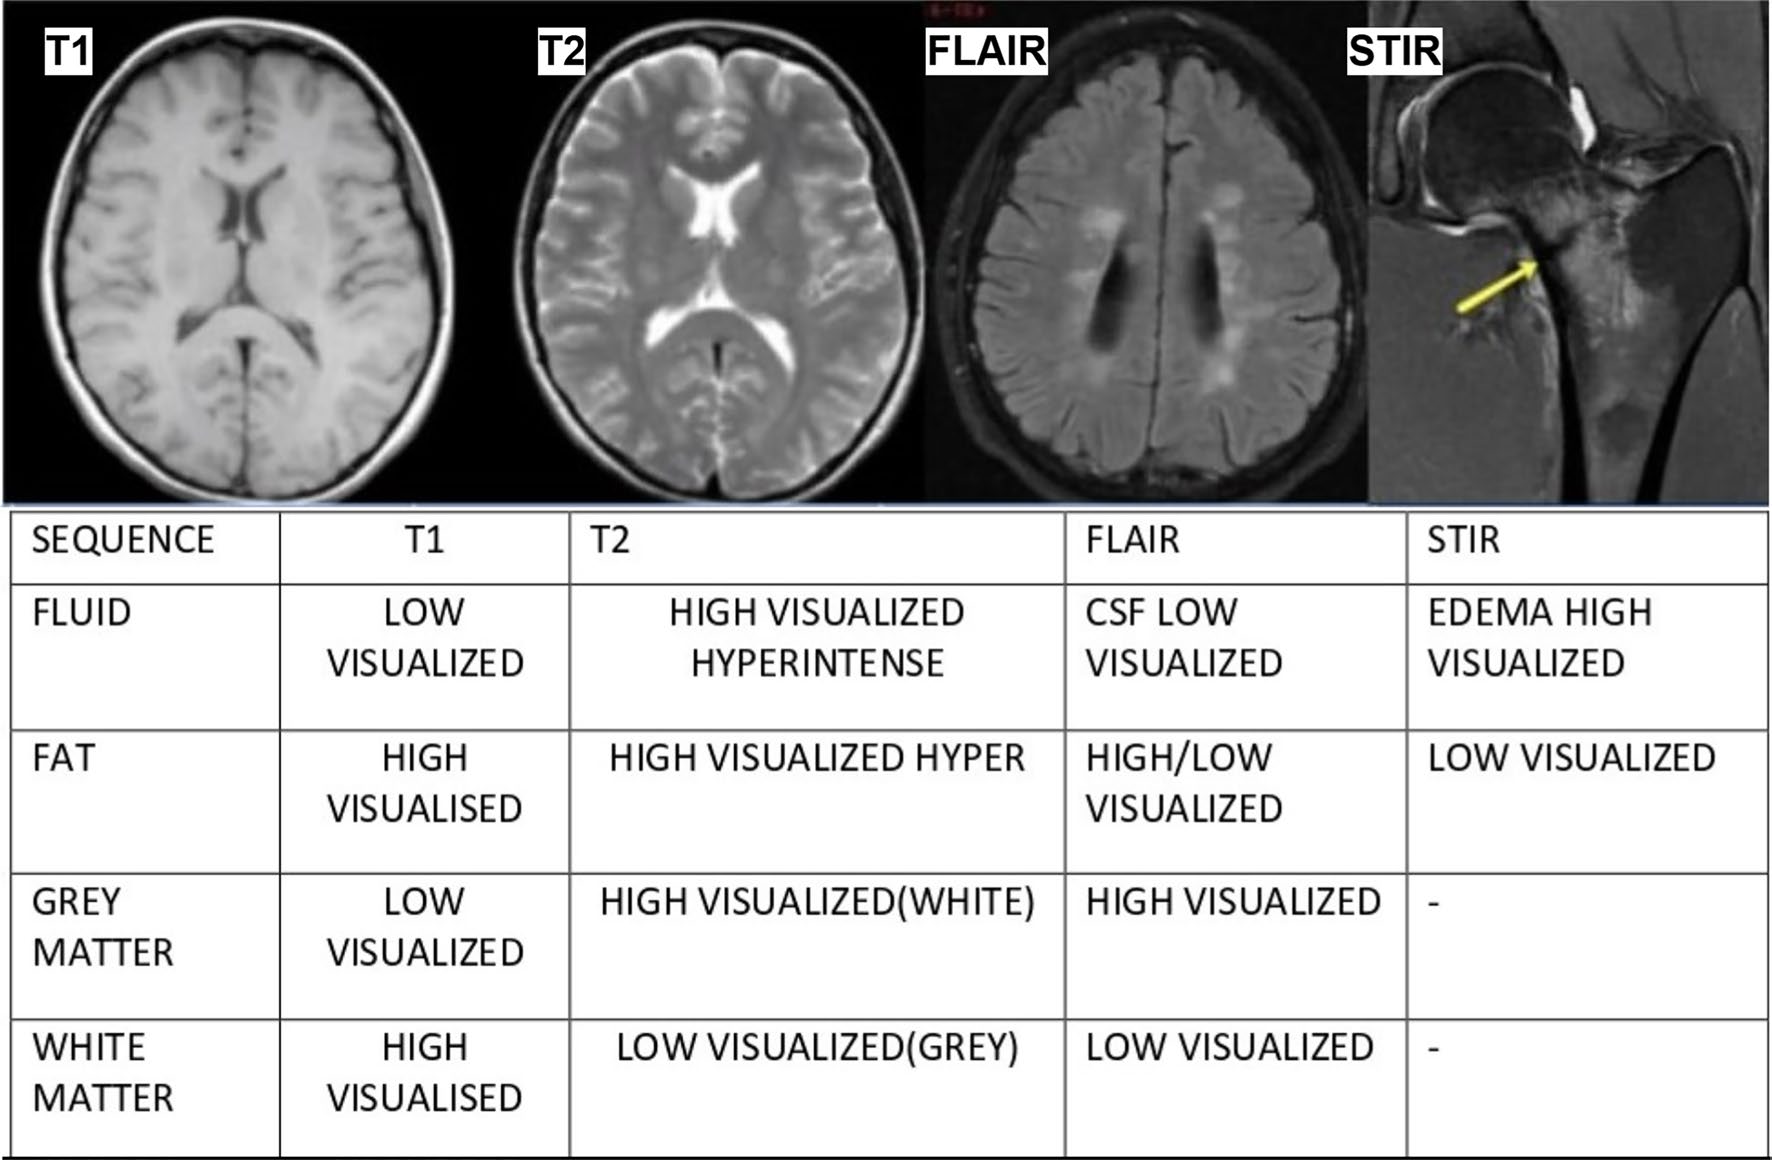 T1
T2
FLAIR
STIR
SEQUENCE
T1
T2
FLAIR
STIR
FLUID
LOW
VISUALIZED
HIGH VISUALIZED
HYPERINTENSE
CSF LOW
VISUALIZED
EDEMA HIGH
VISUALIZED
FAT
HIGH
VISUALISED
HIGH VISUALIZED HYPER
HIGH/LOW
VISUALIZED
LOW VISUALIZED
GREY
MATTER
LOW
VISUALIZED
HIGH VISUALIZED(WHITE)
HIGH VISUALIZED
-
WHITE
MATTER
HIGH
VISUALISED
LOW VISUALIZED(GREY)
LOW VISUALIZED
-